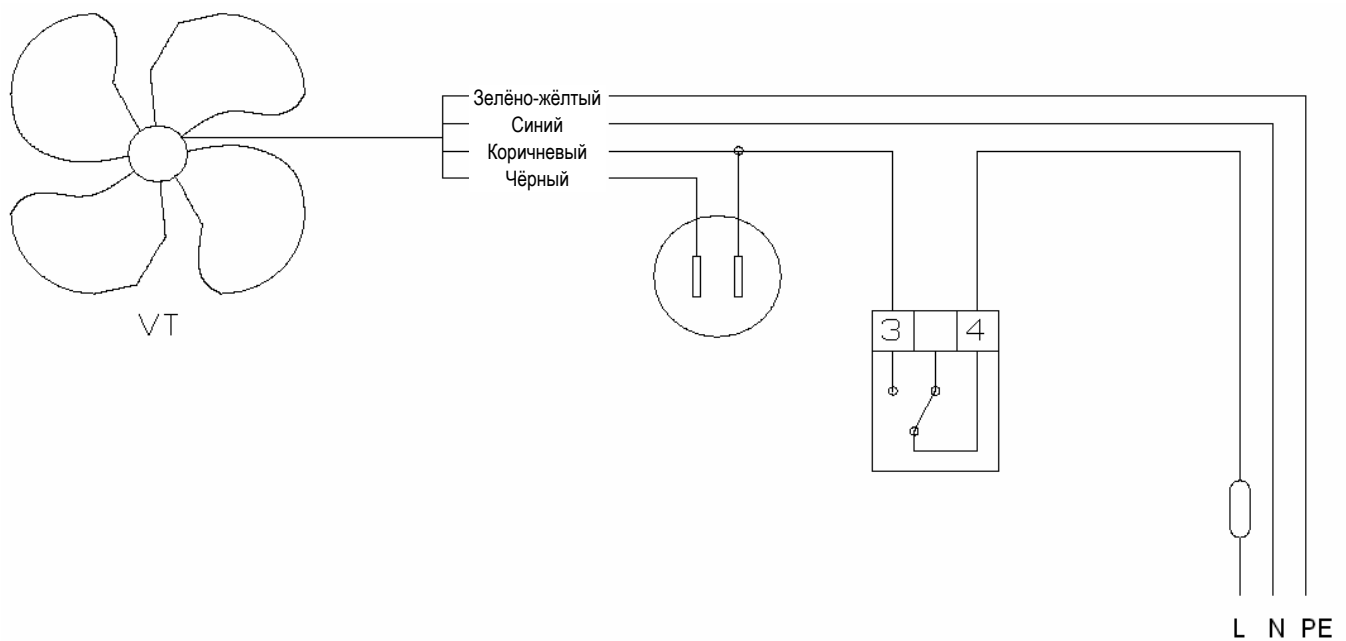 Зелёно-жёлтый
Синий
Коричневый
Чёрный
VT
3 4
L N PE